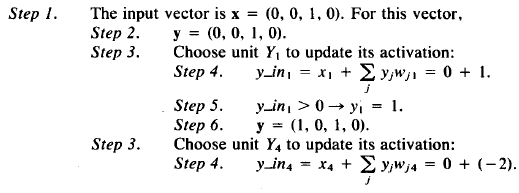 Step 1. The input vector is x = (0, 0, 1, 0). For this vector,
Step 2. y = (0, 0, 1, 0).
Step 3. Choose unit Y₁ to update its activation:
Step 4. y_in₁ = x₁ + ∑ⱼ yⱼwⱼ₁ = 0 + 1.
Step 5. y_in₁ > 0 → y₁ = 1.
Step 6. y = (1, 0, 1, 0).
Step 3. Choose unit Y₄ to update its activation:
Step 4. y_in₄ = x₄ + ∑ⱼ yⱼwⱼ₄ = 0 + (−2).